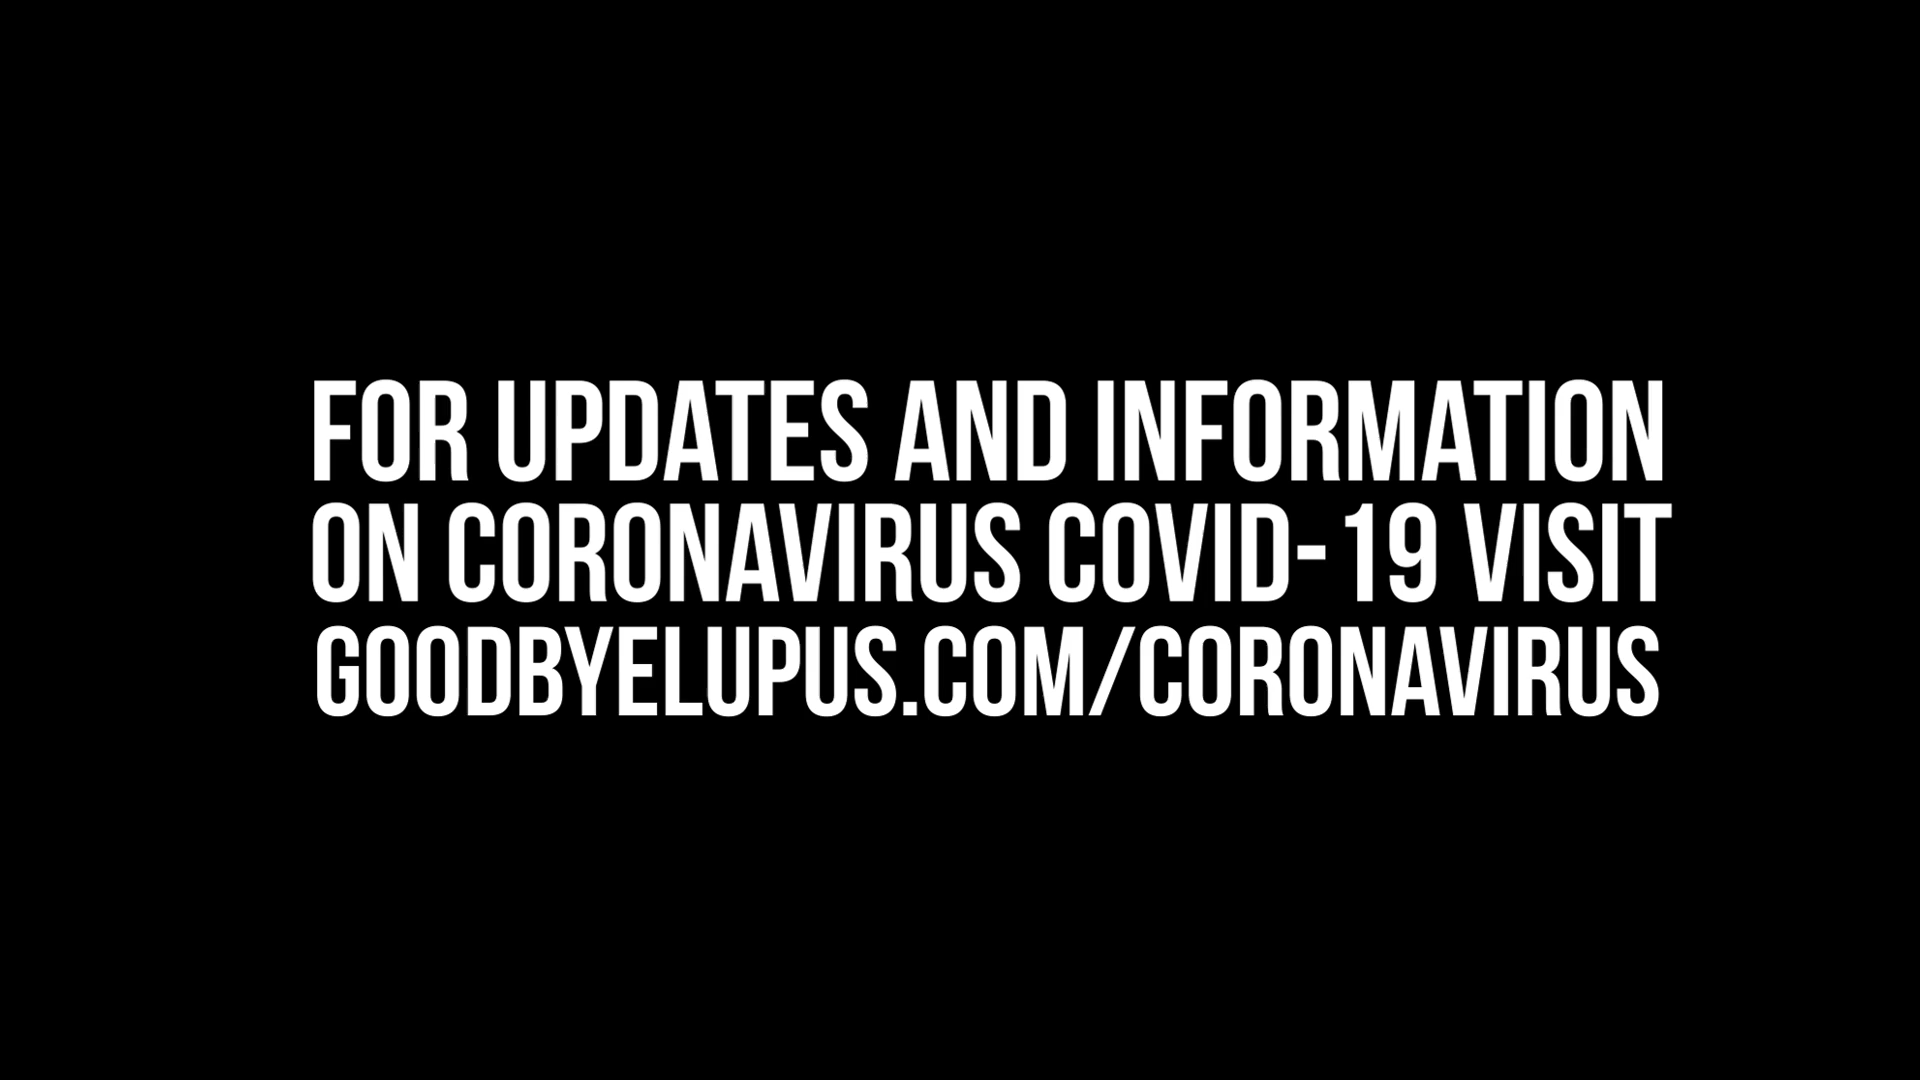 FOR UPDATES AND INFORMATION
ON CORONAVIRUS COVID-19 VISIT
GOODBYELUPUS.COM/CORONAVIRUS